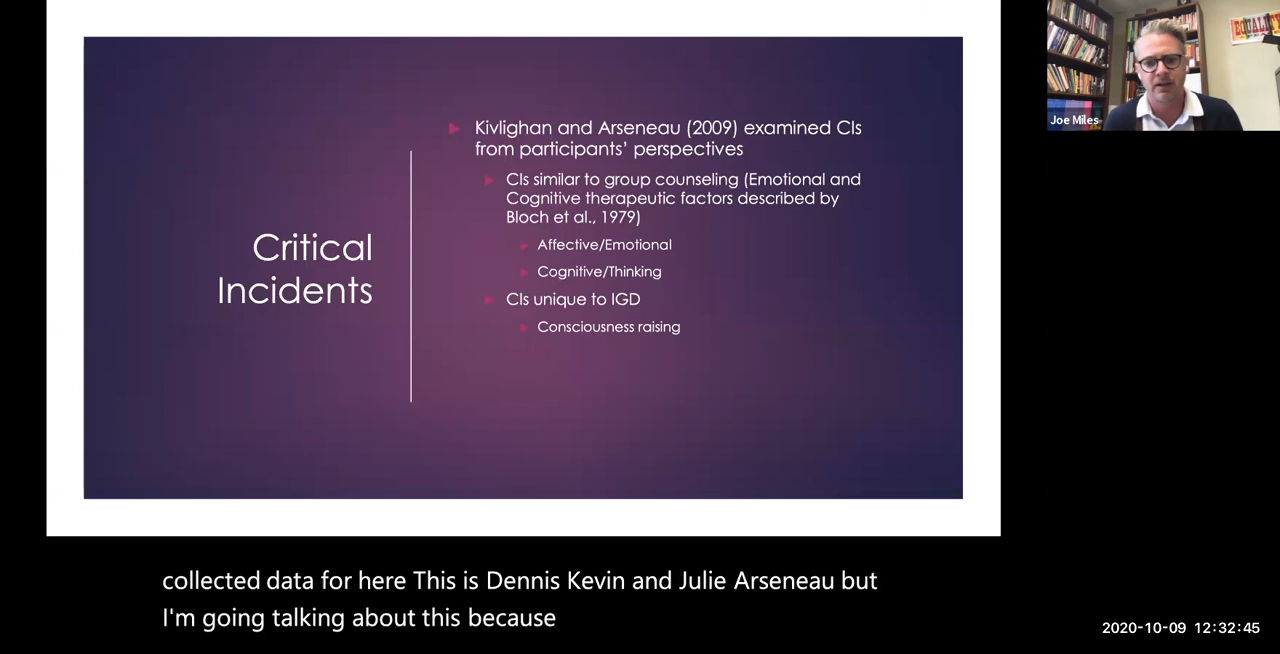 Critical
Incidents
Kivlighan and Arseneau (2009) examined CIs
from participants' perspectives
CIs similar to group counseling (Emotional and
Cognitive therapeutic factors described by
Bloch et al., 1979)
Affective/Emotional
Cognitive/Thinking
CIs unique to IGD
Consciousness raising
Joe Miles
collected data for here This is Dennis Kevin and Julie Arseneau but
I'm going talking about this because
2020-10-09 12:32:45